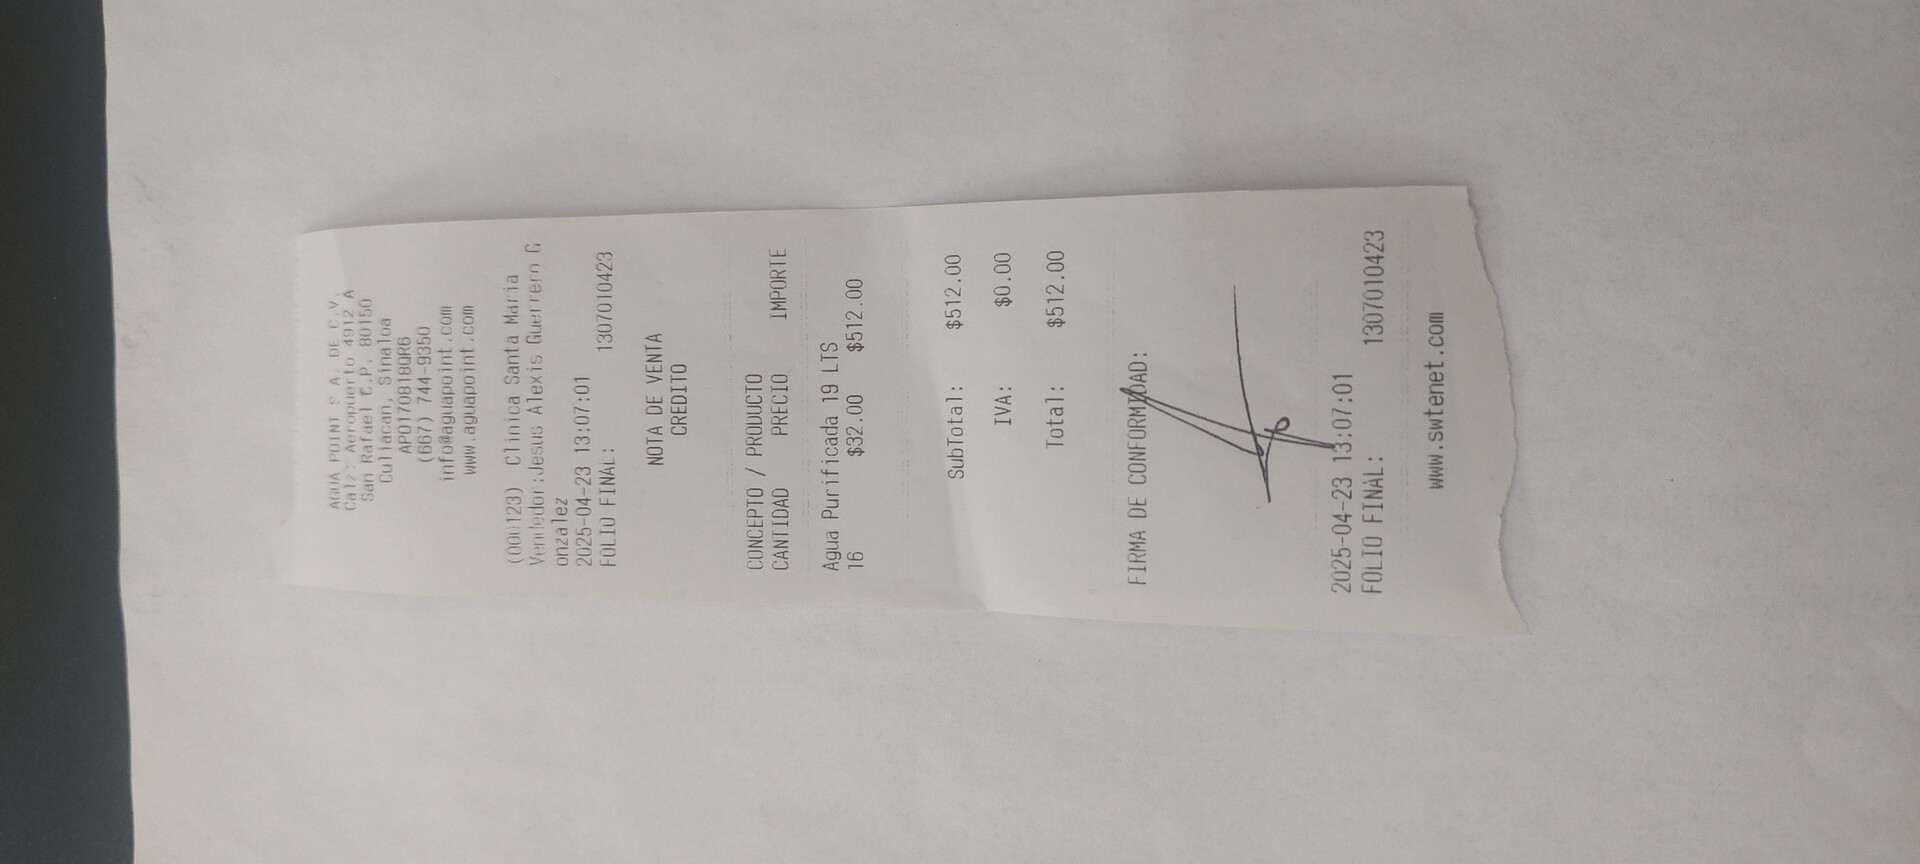 AGUA POINT S.A. DE C.V.
Calz. Aeropuerto 4912 A
San Rafael C.P. 80150
Culiacan, Sinaloa
APO170818QR6
(667) 744-9350
info@aguapoint.com
www.aguapoint.com
(000123) Clinica Santa Maria
Vendedor:Jesus Alexis Guerrero G
onzalez
2025-04-23 13:07:01
FOLIO FINAL: 1307010423
NOTA DE VENTA
CREDITO
CONCEPTO / PRODUCTO
CANTIDAD PRECIO IMPORTE
Agua Purificada 19 LTS
16 $32.00 $512.00
SubTotal: $512.00
IVA: $0.00
Total: $512.00
FIRMA DE CONFORMIDAD:
2025-04-23 13:07:01
FOLIO FINAL: 1307010423
www.swtenet.com